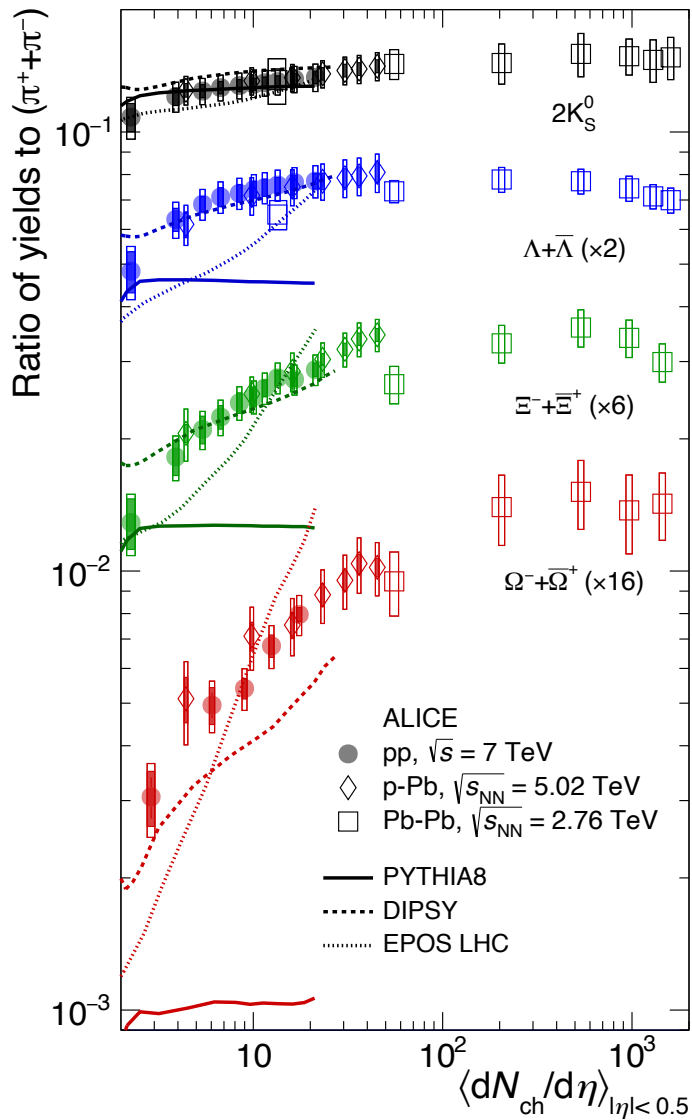 Ratio of yields to (π⁺+π⁻)
10⁻¹
2K⁰_S
Λ+Λ̅ (×2)
Ξ⁻+Ξ̅⁺ (×6)
10⁻²
Ω⁻+Ω̅⁺ (×16)
ALICE
pp, √s = 7 TeV
p-Pb, √s_NN = 5.02 TeV
Pb-Pb, √s_NN = 2.76 TeV
PYTHIA8
DIPSY
EPOS LHC
10⁻³
10 10² 10³
⟨dN_ch/dη⟩_|η|< 0.5